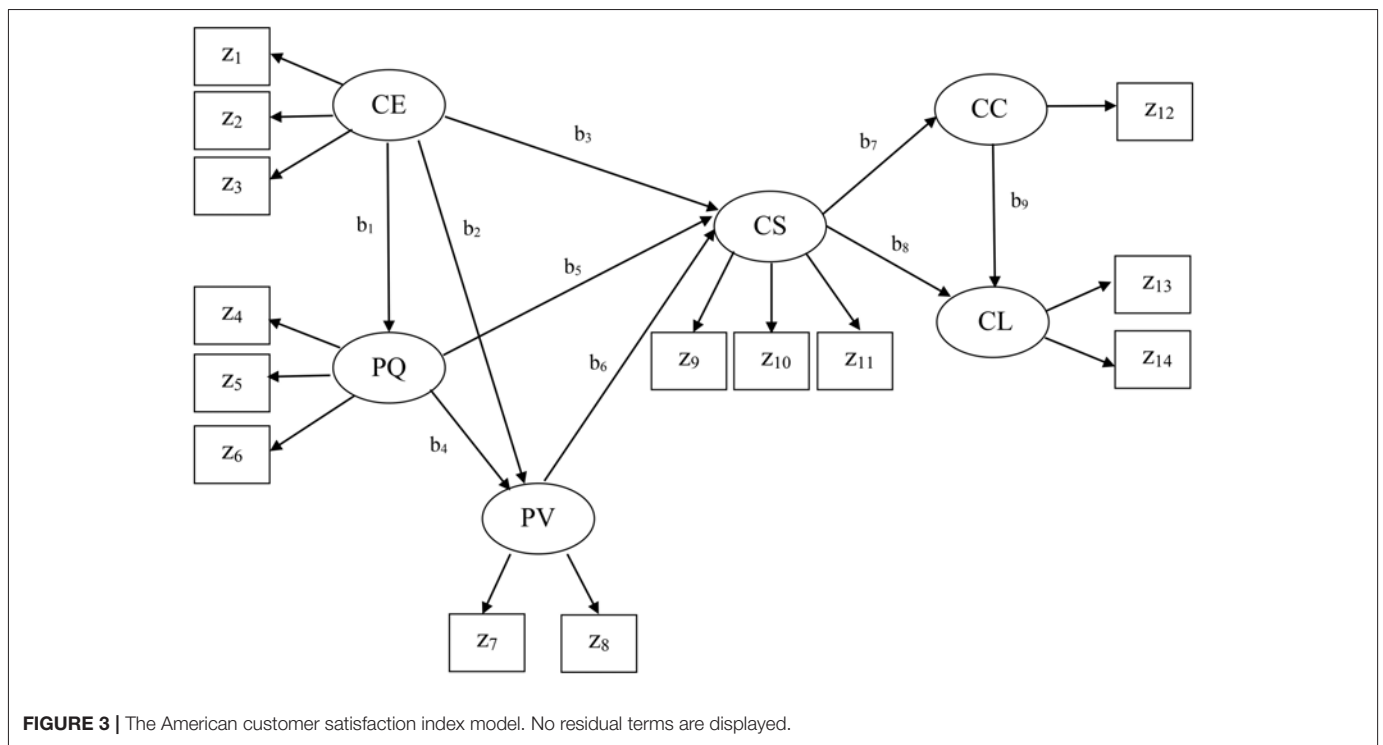 z₁
CE
z₂
z₃
CC
z₁₂
b₃
b₇
b₁
b₂
CS
b₉
b₈
b₅
z₄
z₁₃
CL
z₅
PQ
b₆
z₉
z₁₀
z₁₁
z₁₄
z₆
b₄
PV
z₇
z₈
FIGURE 3 | The American customer satisfaction index model. No residual terms are displayed.